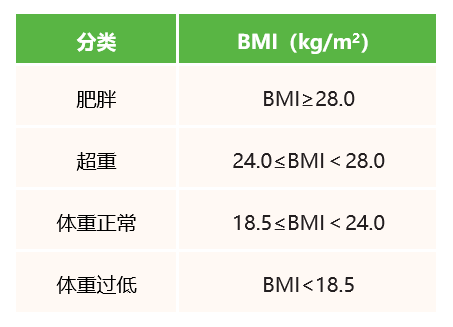 分类 BMI（kg/m²）
肥胖 BMI≥28.0
超重 24.0≤BMI＜28.0
体重正常 18.5≤BMI＜24.0
体重过低 BMI<18.5